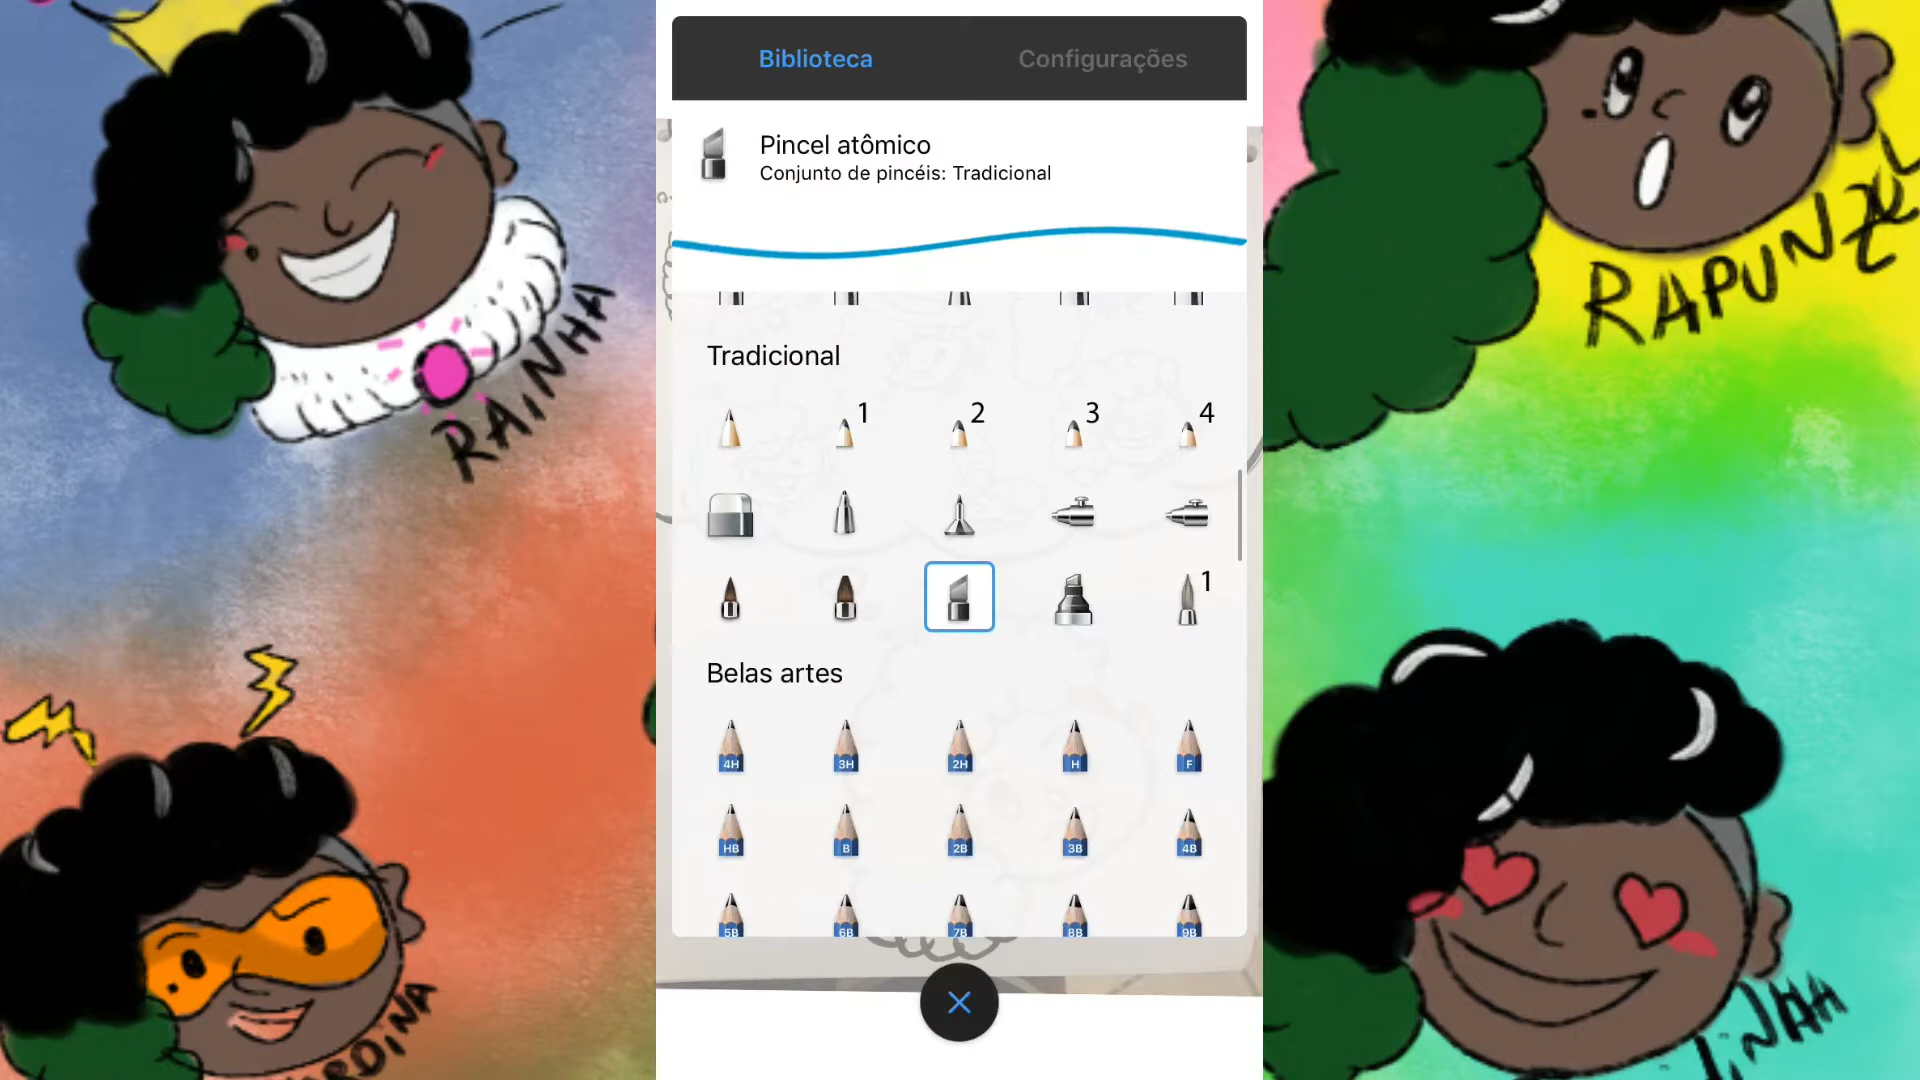 Biblioteca
Configurações
Pincel atômico
Conjunto de pincéis: Tradicional
Tradicional
1
2
3
4
1
Belas artes
4H
3H
2H
H
F
HB
B
2B
3B
4B
5B
6B
7B
8B
9B
RAINHA
RAPUNZEL